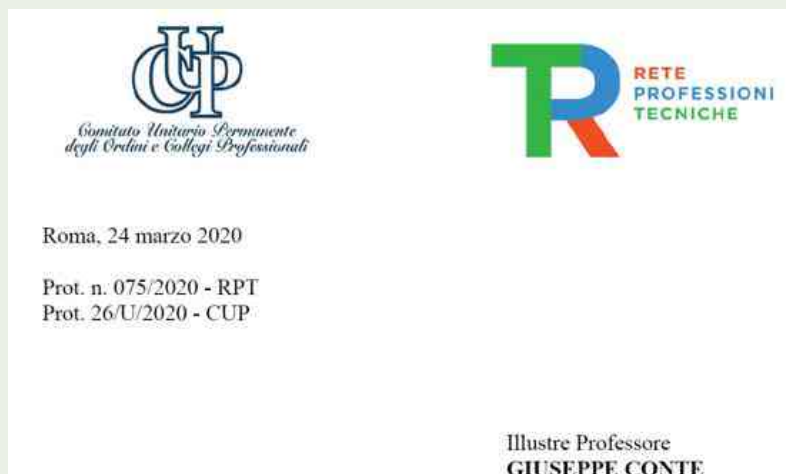 CUP
Comitato Unitario Permanente
degli Ordini e Collegi Professionali
RETE
PROFESSIONI
TECNICHE
Roma, 24 marzo 2020
Prot. n. 075/2020 - RPT
Prot. 26/U/2020 - CUP
Illustre Professore
GIUSEPPE CONTE